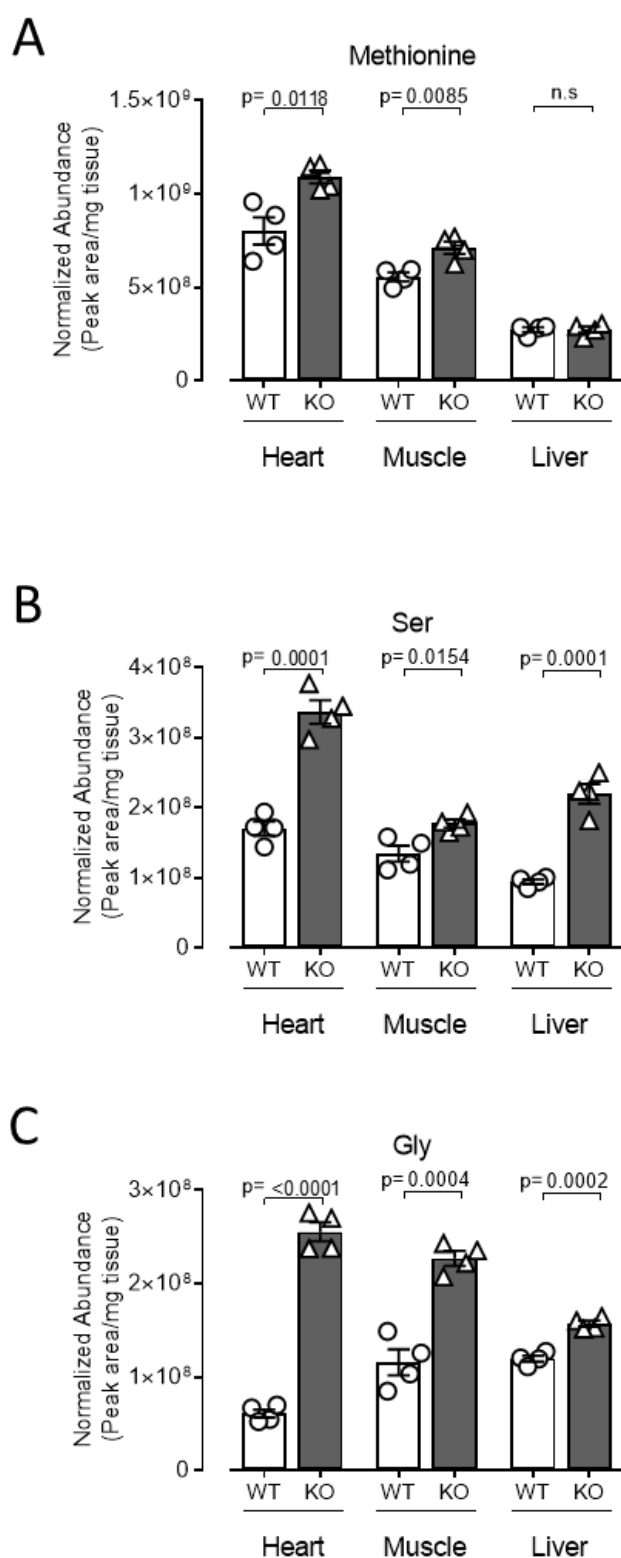 A
Methionine
p= 0.0118 p= 0.0085 n.s
1.5×10⁹
1×10⁹
5×10⁸
0
Normalized Abundance
(Peak area/mg tissue)
WT KO WT KO WT KO
Heart Muscle Liver
B
Ser
p= 0.0001 p= 0.0154 p= 0.0001
4×10⁸
3×10⁸
2×10⁸
1×10⁸
0
Normalized Abundance
(Peak area/mg tissue)
WT KO WT KO WT KO
Heart Muscle Liver
C
Gly
p= <0.0001 p= 0.0004 p= 0.0002
3×10⁸
2×10⁸
1×10⁸
0
Normalized Abundance
(Peak area/mg tissue)
WT KO WT KO WT KO
Heart Muscle Liver